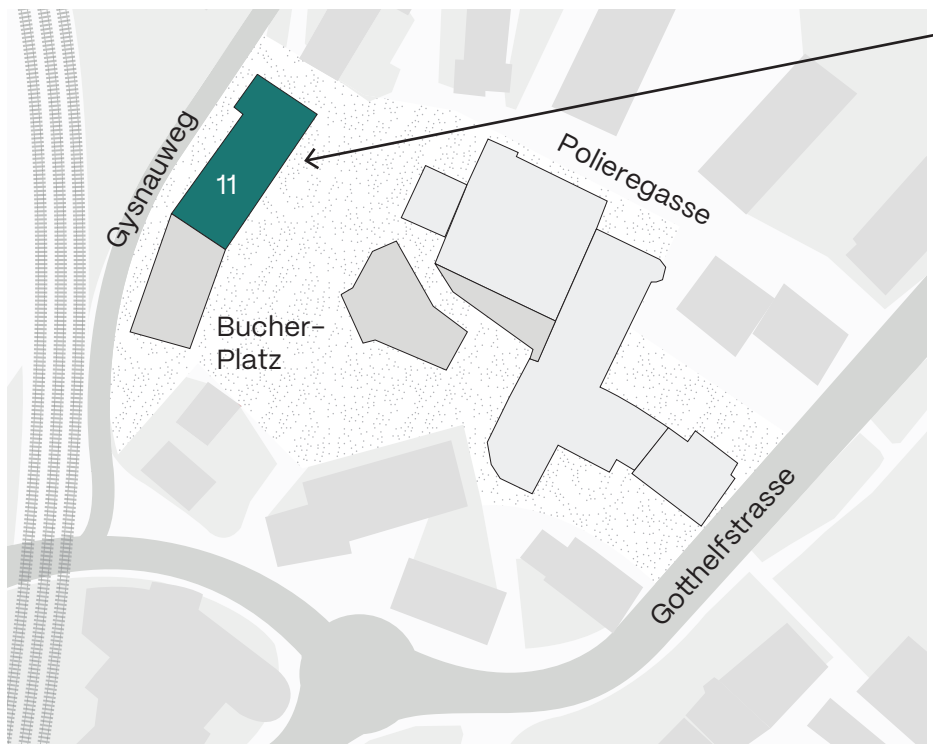 Gysnauweg
11
Polieregasse
Bucher-
Platz
Gotthelfstrasse